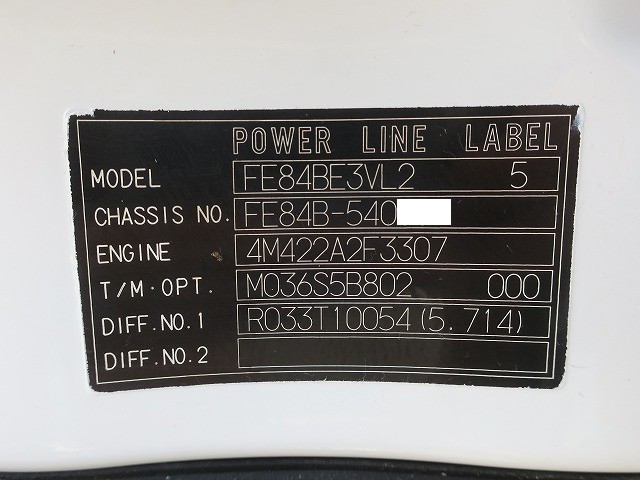 POWER LINE LABEL
MODEL FE84BE3VL2 5
CHASSIS NO. FE84B-540
ENGINE 4M422A2F3307
T/M·OPT. M036S5B802 000
DIFF.NO.1 R033T10054(5.714)
DIFF.NO.2